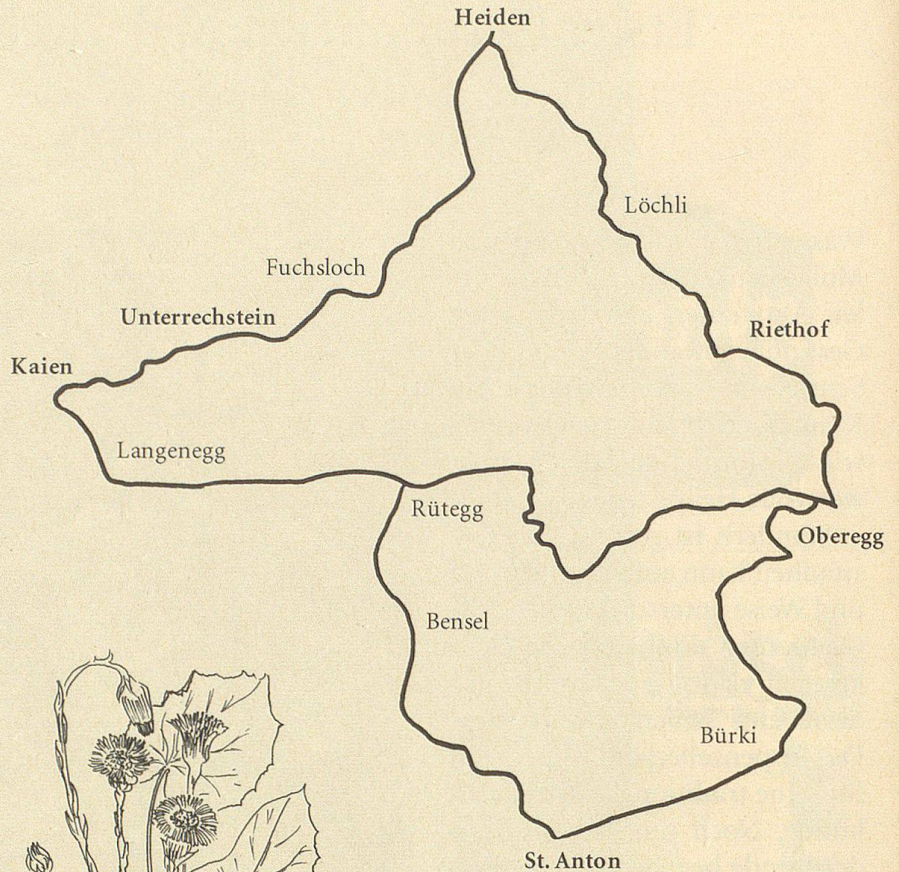 Heiden
Löchli
Fuchsloch
Unterrechstein
Riethof
Kaien
Langenegg
Rütegg
Oberegg
Bensel
Bürki
St. Anton